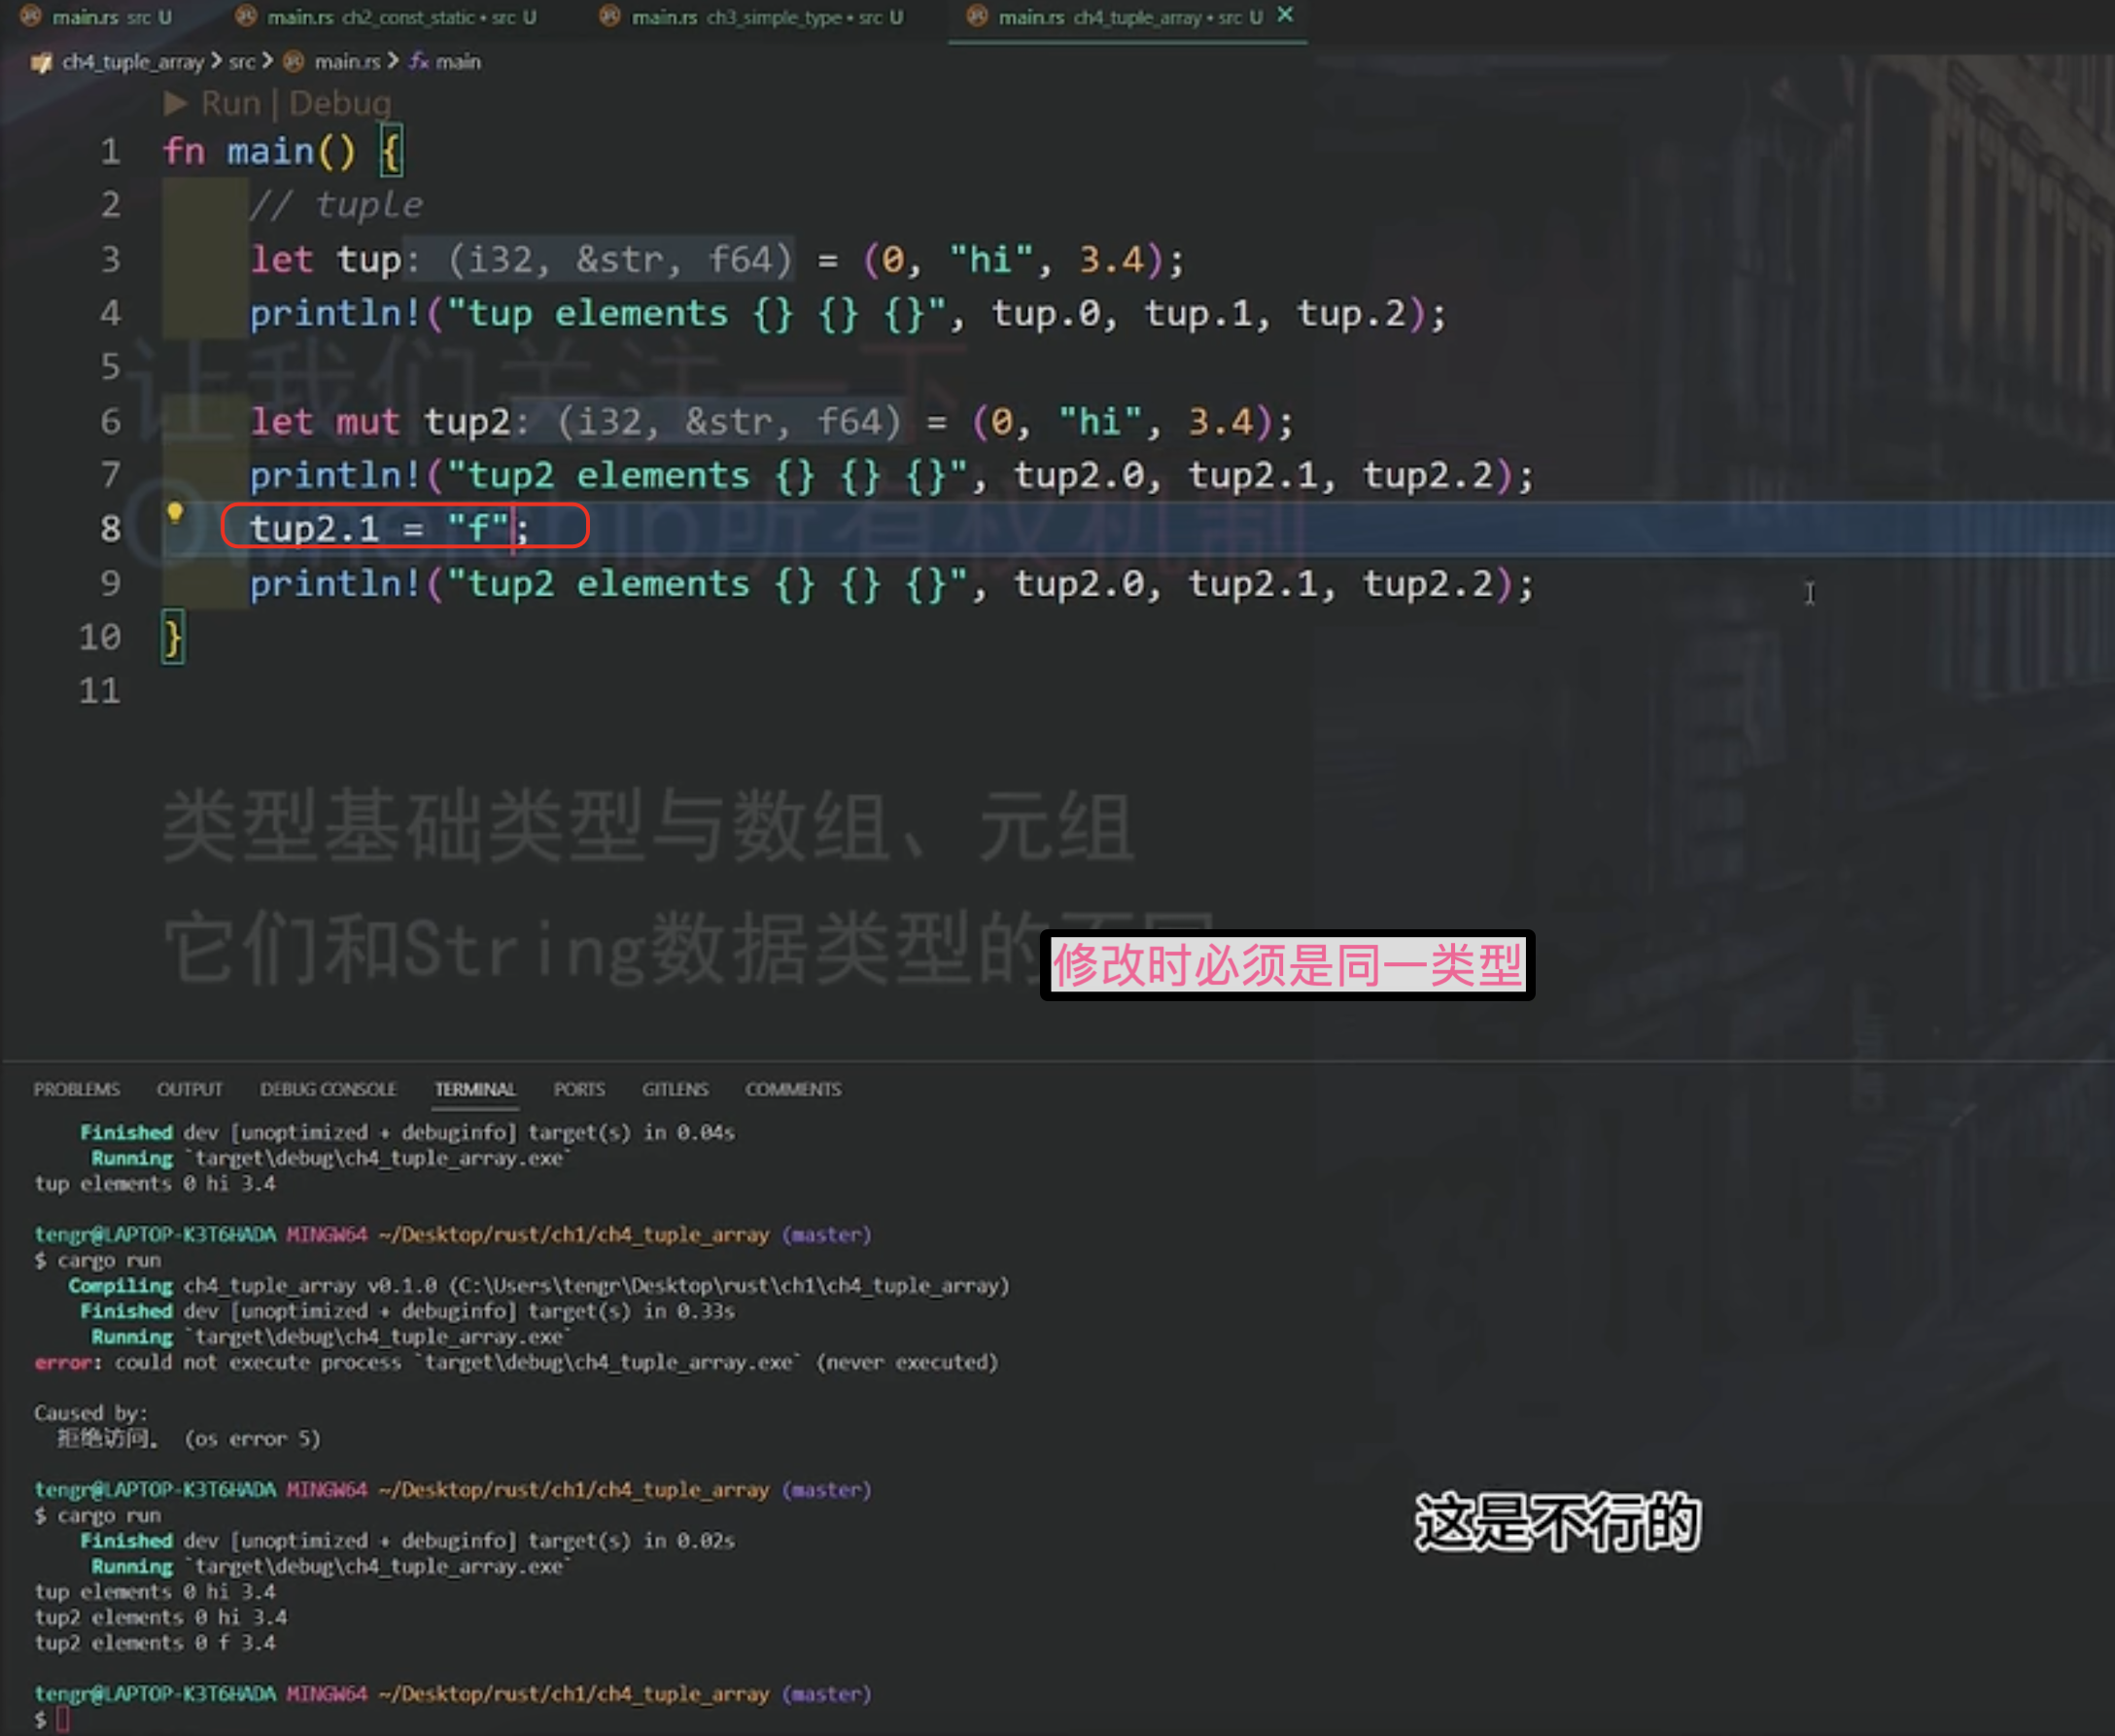 main.rs src U main.rs ch2_const_static • src U main.rs ch3_simple_type • src U main.rs ch4_tuple_array • src U ✕
ch4_tuple_array > src > main.rs > main
▶ Run | Debug
1 fn main() {
2 // tuple
3 let tup: (i32, &str, f64) = (0, "hi", 3.4);
4 println!("tup elements {} {} {}", tup.0, tup.1, tup.2);
5
让我们关注一下
6 let mut tup2: (i32, &str, f64) = (0, "hi", 3.4);
7 println!("tup2 elements {} {} {}", tup2.0, tup2.1, tup2.2);
8 tup2.1 = "f";
所有权机制
9 println!("tup2 elements {} {} {}", tup2.0, tup2.1, tup2.2);
10 }
11
类型基础类型与数组、元组
它们和String数据类型的
修改时必须是同一类型
PROBLEMS OUTPUT DEBUG CONSOLE TERMINAL PORTS GITLENS COMMENTS
Finished dev [unoptimized + debuginfo] target(s) in 0.04s
Running `target\debug\ch4_tuple_array.exe`
tup elements 0 hi 3.4
tengr@LAPTOP-K3T6HADA MINGW64 ~/Desktop/rust/ch1/ch4_tuple_array (master)
$ cargo run
Compiling ch4_tuple_array v0.1.0 (C:\Users\tengr\Desktop\rust\ch1\ch4_tuple_array)
Finished dev [unoptimized + debuginfo] target(s) in 0.33s
Running `target\debug\ch4_tuple_array.exe`
error: could not execute process `target\debug\ch4_tuple_array.exe` (never executed)
Caused by:
拒绝访问。 (os error 5)
tengr@LAPTOP-K3T6HADA MINGW64 ~/Desktop/rust/ch1/ch4_tuple_array (master)
$ cargo run
Finished dev [unoptimized + debuginfo] target(s) in 0.02s
Running `target\debug\ch4_tuple_array.exe`
tup elements 0 hi 3.4
tup2 elements 0 hi 3.4
tup2 elements 0 f 3.4
这是不行的
tengr@LAPTOP-K3T6HADA MINGW64 ~/Desktop/rust/ch1/ch4_tuple_array (master)
$